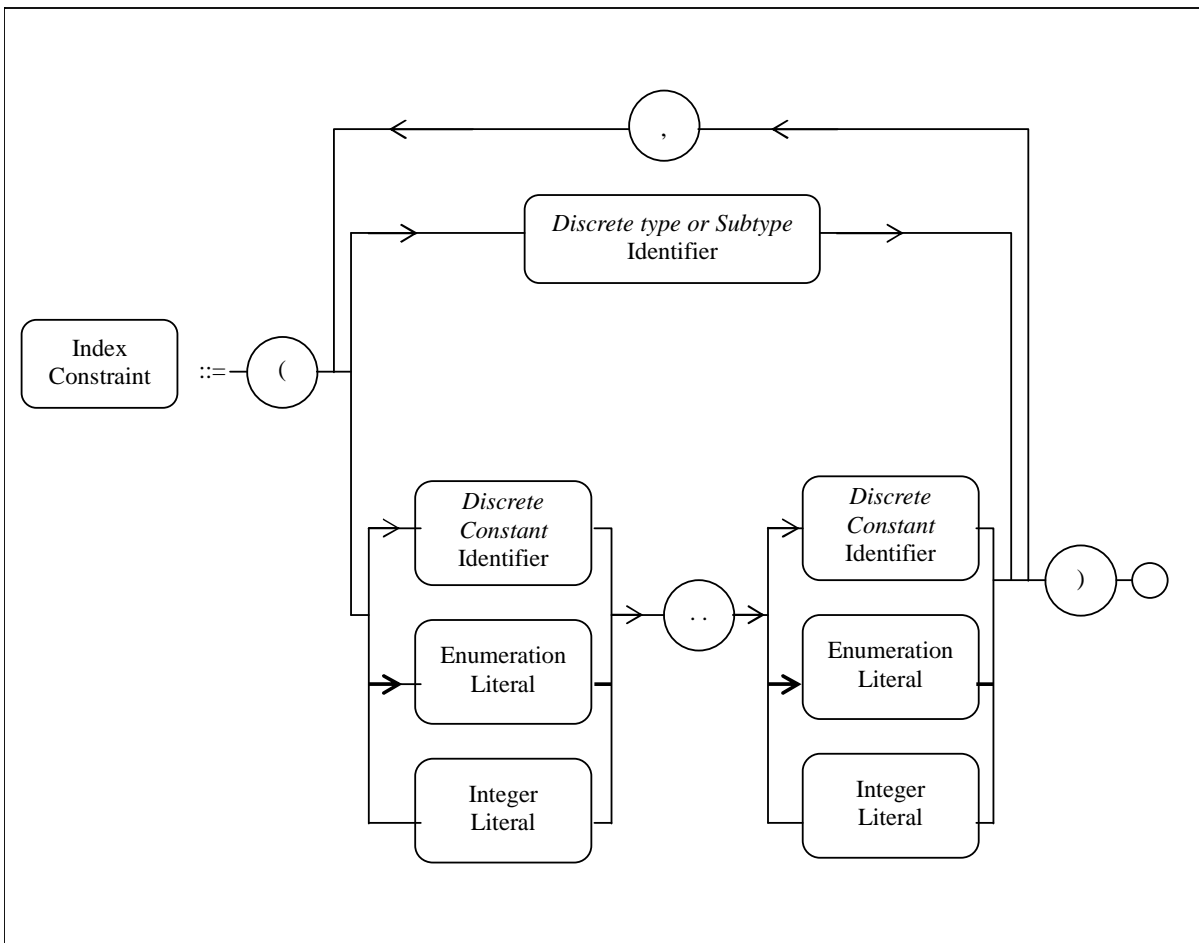 ,
Discrete type or Subtype
Identifier
Index
Constraint
::=
(
Discrete
Constant
Identifier
Enumeration
Literal
Integer
Literal
. .
Discrete
Constant
Identifier
Enumeration
Literal
Integer
Literal
)